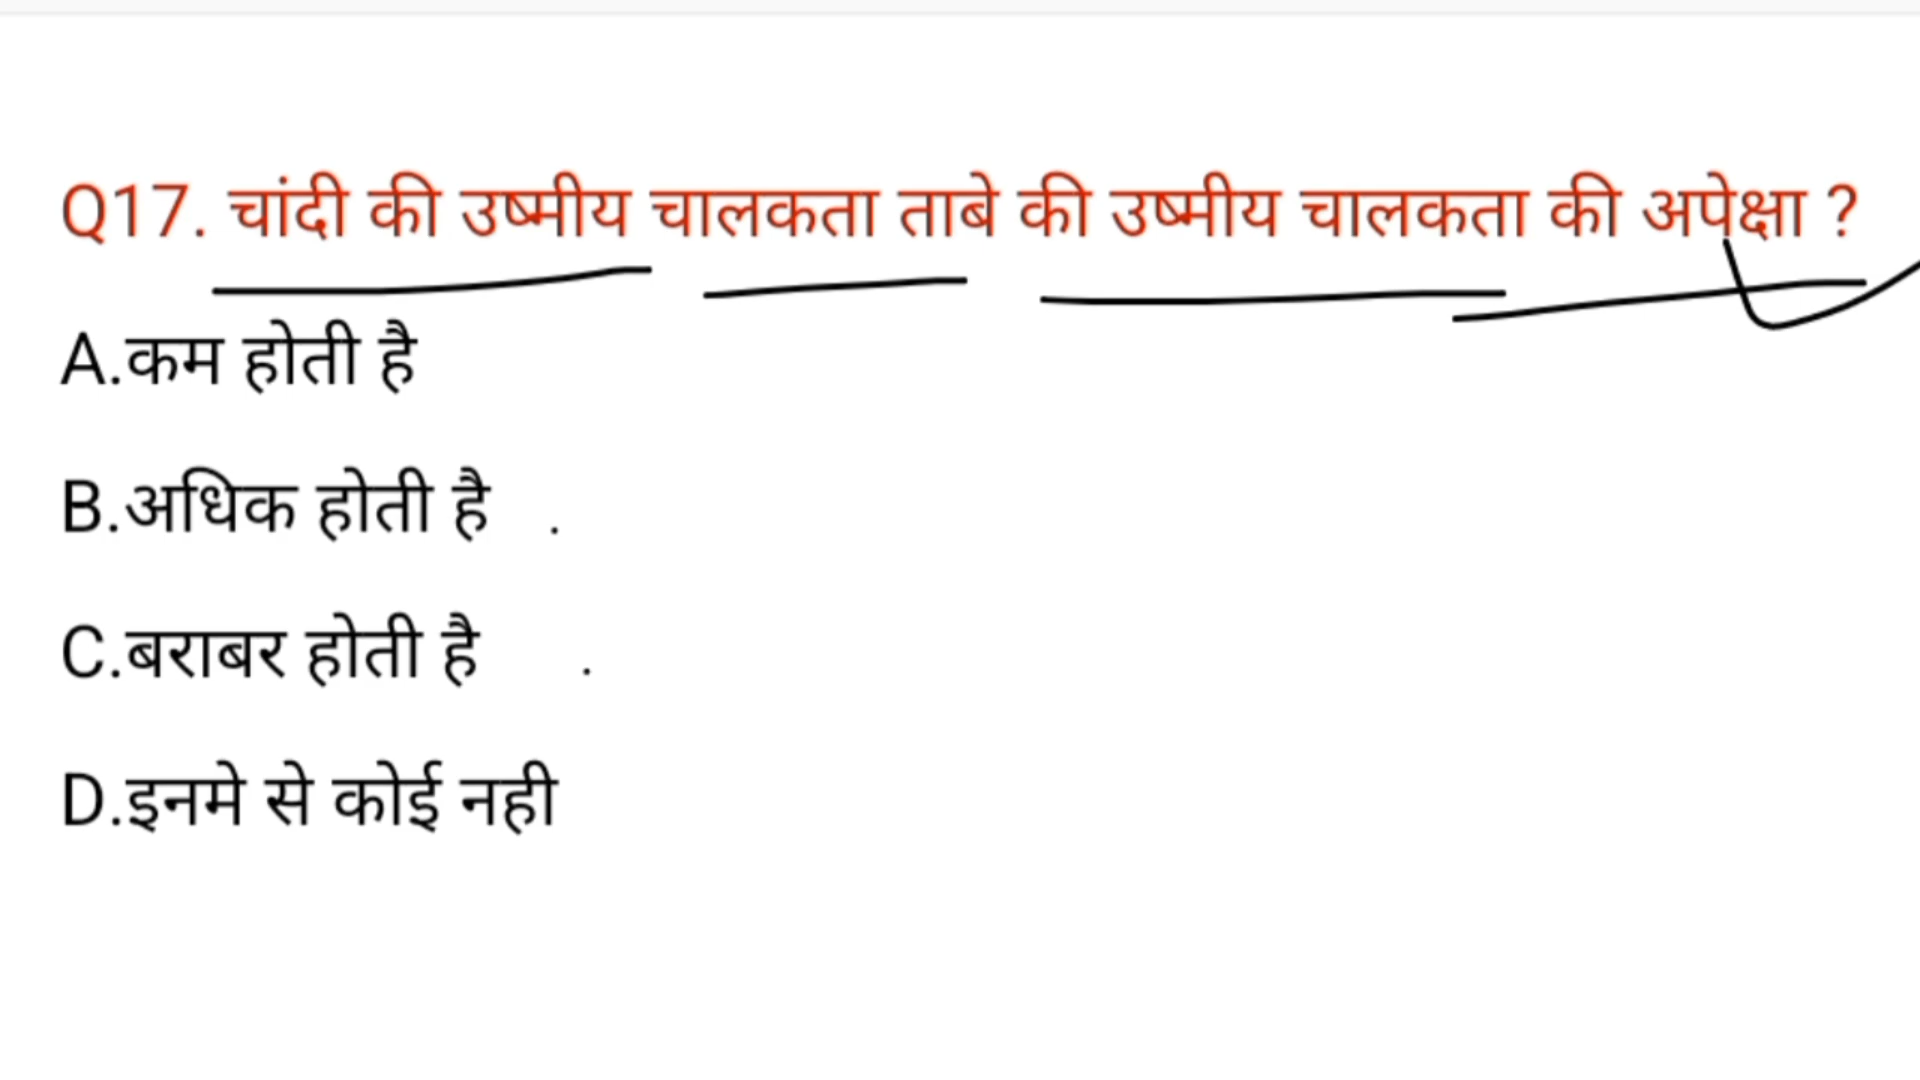 Q17. चांदी की उष्मीय चालकता ताबे की उष्मीय चालकता की अपेक्षा ?
A.कम होती है
B.अधिक होती है .
C.बराबर होती है .
D.इनमे से कोई नही